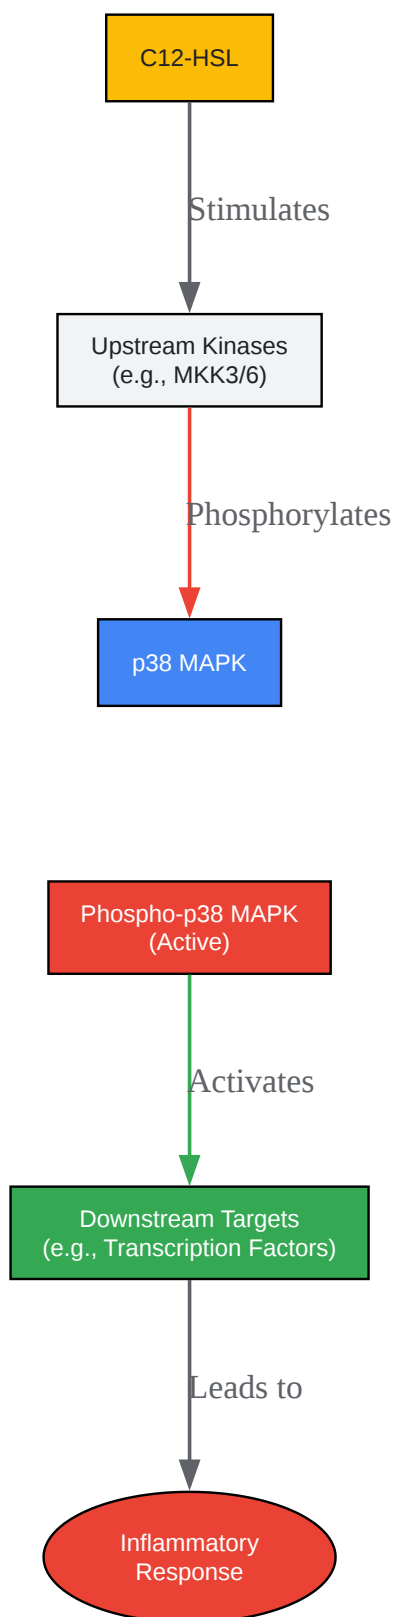 C12-HSL
Stimulates
Upstream Kinases
(e.g., MKK3/6)
Phosphorylates
p38 MAPK
Phospho-p38 MAPK
(Active)
Activates
Downstream Targets
(e.g., Transcription Factors)
Leads to
Inflammatory
Response